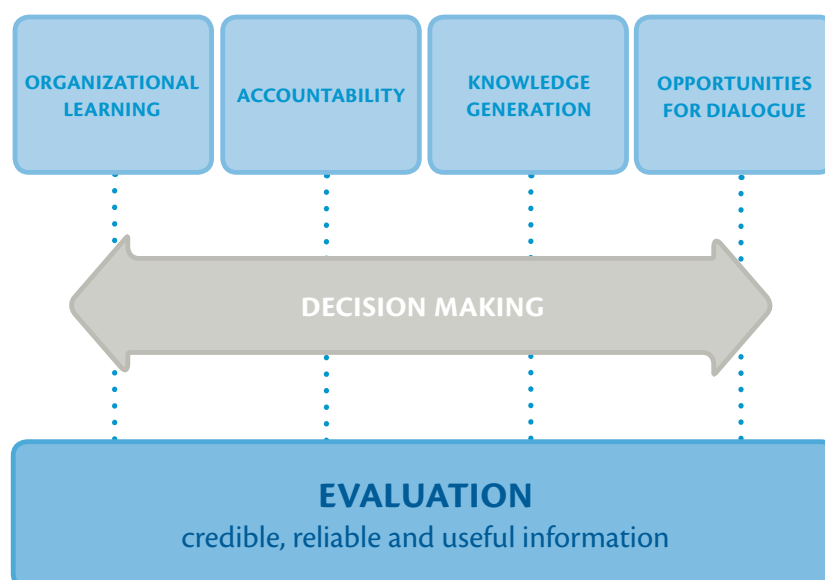 ORGANIZATIONAL
LEARNING
ACCOUNTABILITY
KNOWLEDGE
GENERATION
OPPORTUNITIES
FOR DIALOGUE
DECISION MAKING
EVALUATION
credible, reliable and useful information